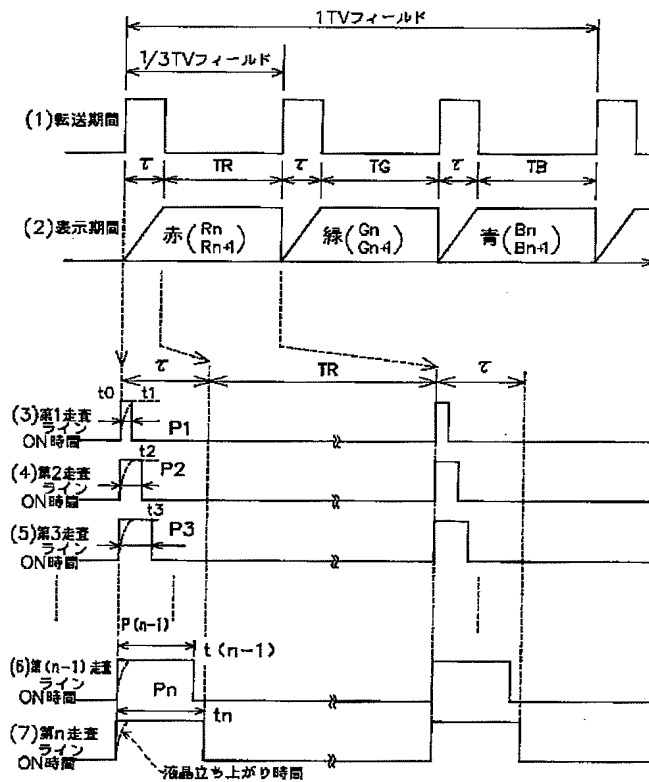 1TVフィールド
1/3TVフィールド
(1)転送期間
τ TR τ TG τ TB
(2)表示期間
赤(Rn Rn+1) 緑(Gn Gn+1) 青(Bn Bn+1)
τ TR τ
t0 t1
(3)第1走査
ライン
ON時間
P1
t2
(4)第2走査
ライン
ON時間
P2
t3
(5)第3走査
ライン
ON時間
P3
P(n-1)
t(n-1)
(6)第(n-1)走査
ライン
ON時間
Pn
tn
(7)第n走査
ライン
ON時間
液晶立ち上がり時間